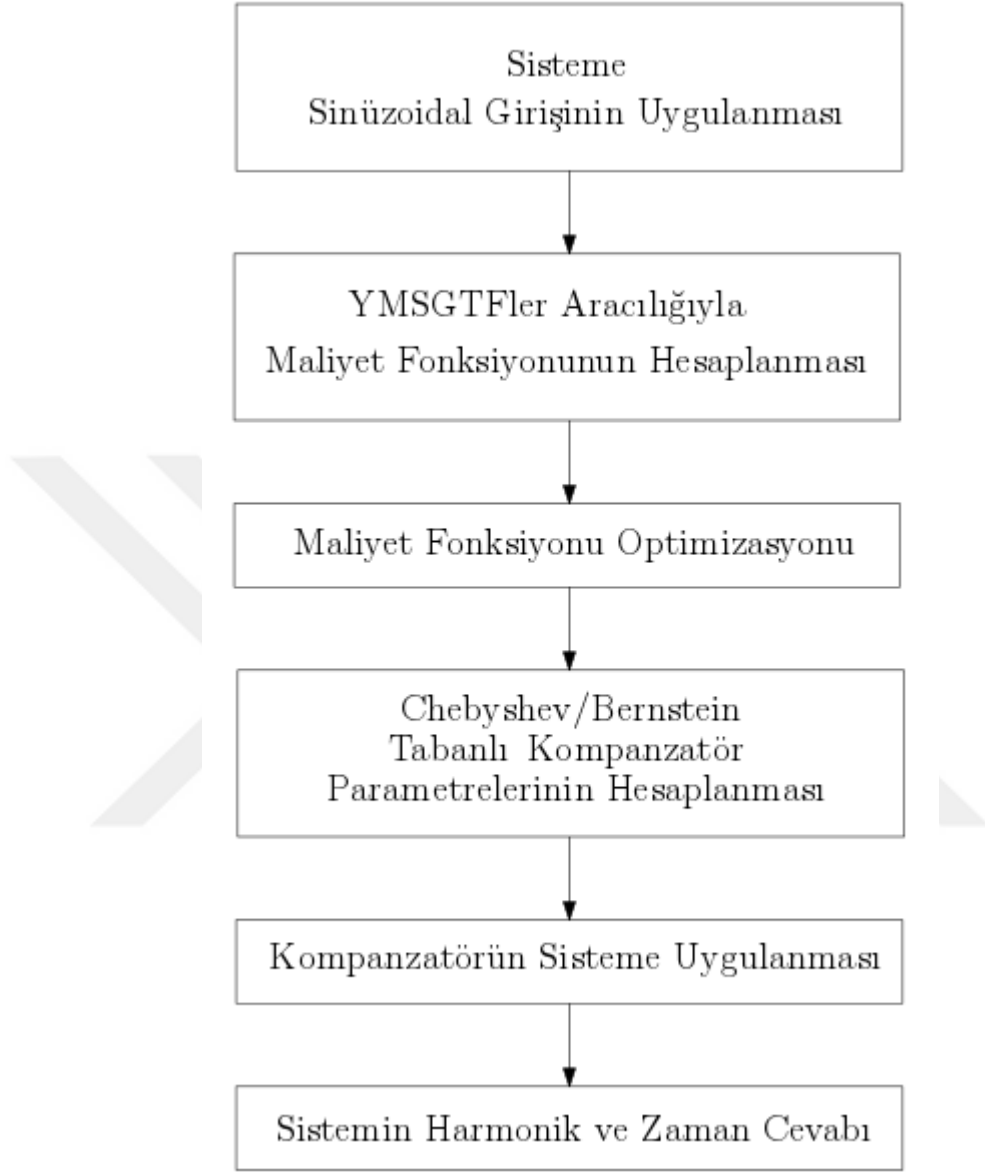 Sisteme
Sinüzoidal Girişinin Uygulanması
YMSGTFler Aracılığıyla
Maliyet Fonksiyonunun Hesaplanması
Maliyet Fonksiyonu Optimizasyonu
Chebyshev/Bernstein
Tabanlı Kompanzatör
Parametrelerinin Hesaplanması
Kompanzatörün Sisteme Uygulanması
Sistemin Harmonik ve Zaman Cevabı